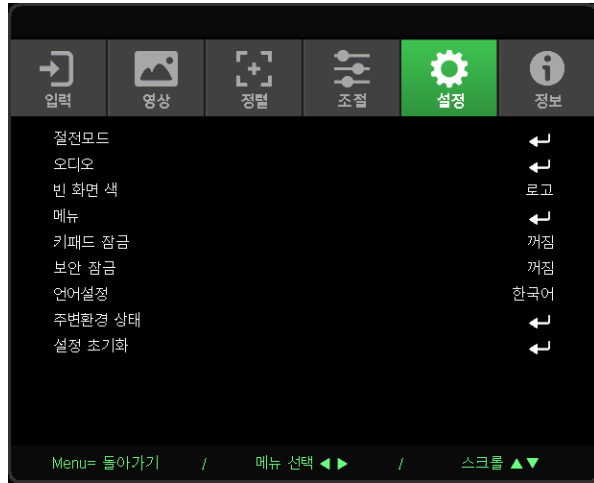 입력 영상 정렬 조절 설정 정보
절전모드
오디오
빈 화면 색 로고
메뉴
키패드 잠금 꺼짐
보안 잠금 꺼짐
언어설정 한국어
주변환경 상태
설정 초기화
Menu= 돌아가기 / 메뉴 선택 ◀ ▶ / 스크롤 ▲▼